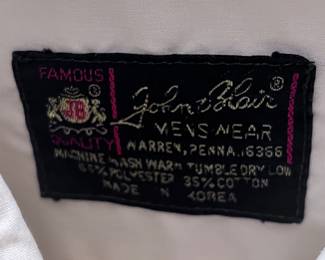 FAMOUS
JB ®
QUALITY
John Blair ®
MENSWEAR
WARREN, PENNA. 16366
MACHINE WASH WARM TUMBLE DRY LOW
65% POLYESTER 35% COTTON
MADE IN KOREA